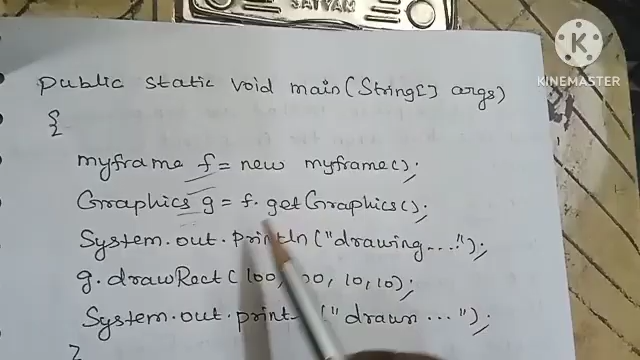 SATYAM
KINEMASTER
public static void main(String[] args)
{
myframe f = new myframe();
Graphics g = f.getGraphics();
System.out.println("drawing...");
g.drawRect(100, 00, 10, 10);
System.out.print ("drawn ...");
}